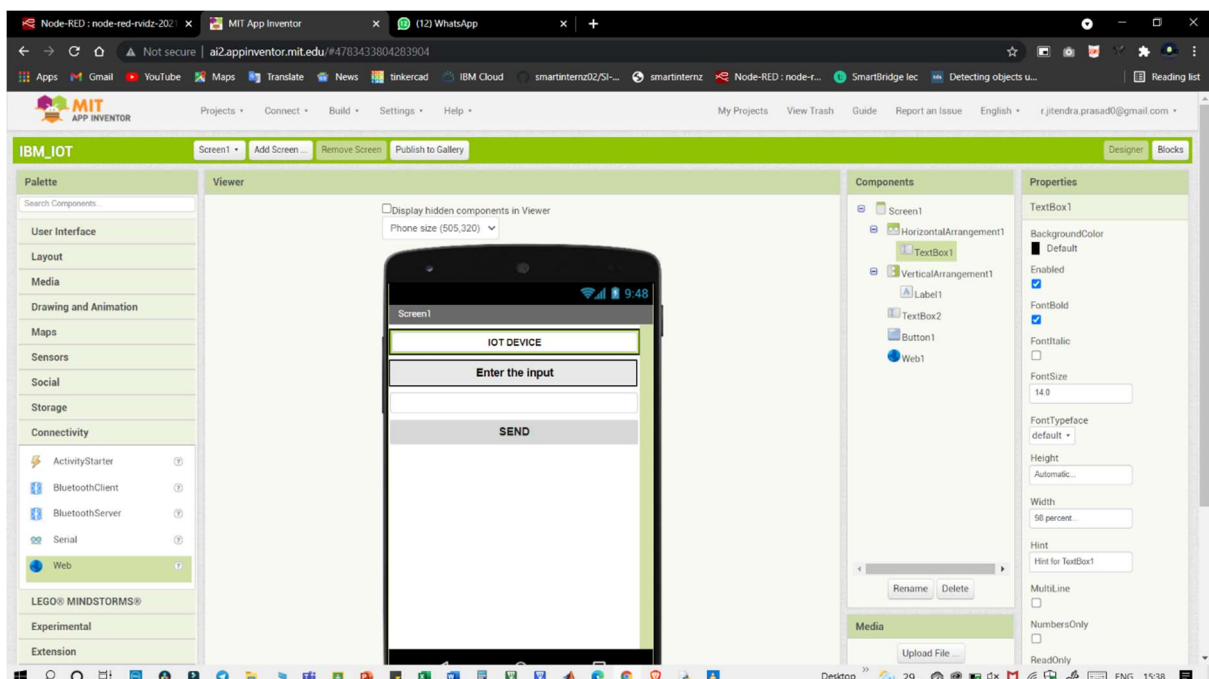 Node-RED : node-red-rvidz-2021
MIT App Inventor
(12) WhatsApp
Not secure | ai2.appinventor.mit.edu/#4783433804283904
Apps Gmail YouTube Maps Translate News tinkercad IBM Cloud smartinternz02/SI-... smartinternz Node-RED : node-r... SmartBridge lec Detecting objects u... Reading list
MIT
APP INVENTOR
Projects Connect Build Settings Help My Projects View Trash Guide Report an Issue English r.jitendra.prasad0@gmail.com
IBM_IOT Screen1 Add Screen ... Remove Screen Publish to Gallery Designer Blocks
Palette
Search Components...
User Interface
Layout
Media
Drawing and Animation
Maps
Sensors
Social
Storage
Connectivity
ActivityStarter
BluetoothClient
BluetoothServer
Serial
Web
LEGO® MINDSTORMS®
Experimental
Extension
Viewer
Display hidden components in Viewer
Phone size (505,320)
9:48
Screen1
IOT DEVICE
Enter the input
SEND
Components
Screen1
HorizontalArrangement1
TextBox1
VerticalArrangement1
Label1
TextBox2
Button1
Web1
Rename Delete
Media
Upload File ...
Properties
TextBox1
BackgroundColor
Default
Enabled
FontBold
FontItalic
FontSize
14.0
FontTypeface
default
Height
Automatic...
Width
98 percent...
Hint
Hint for TextBox1
MultiLine
NumbersOnly
ReadOnly
Desktop 29 ENG 15:38